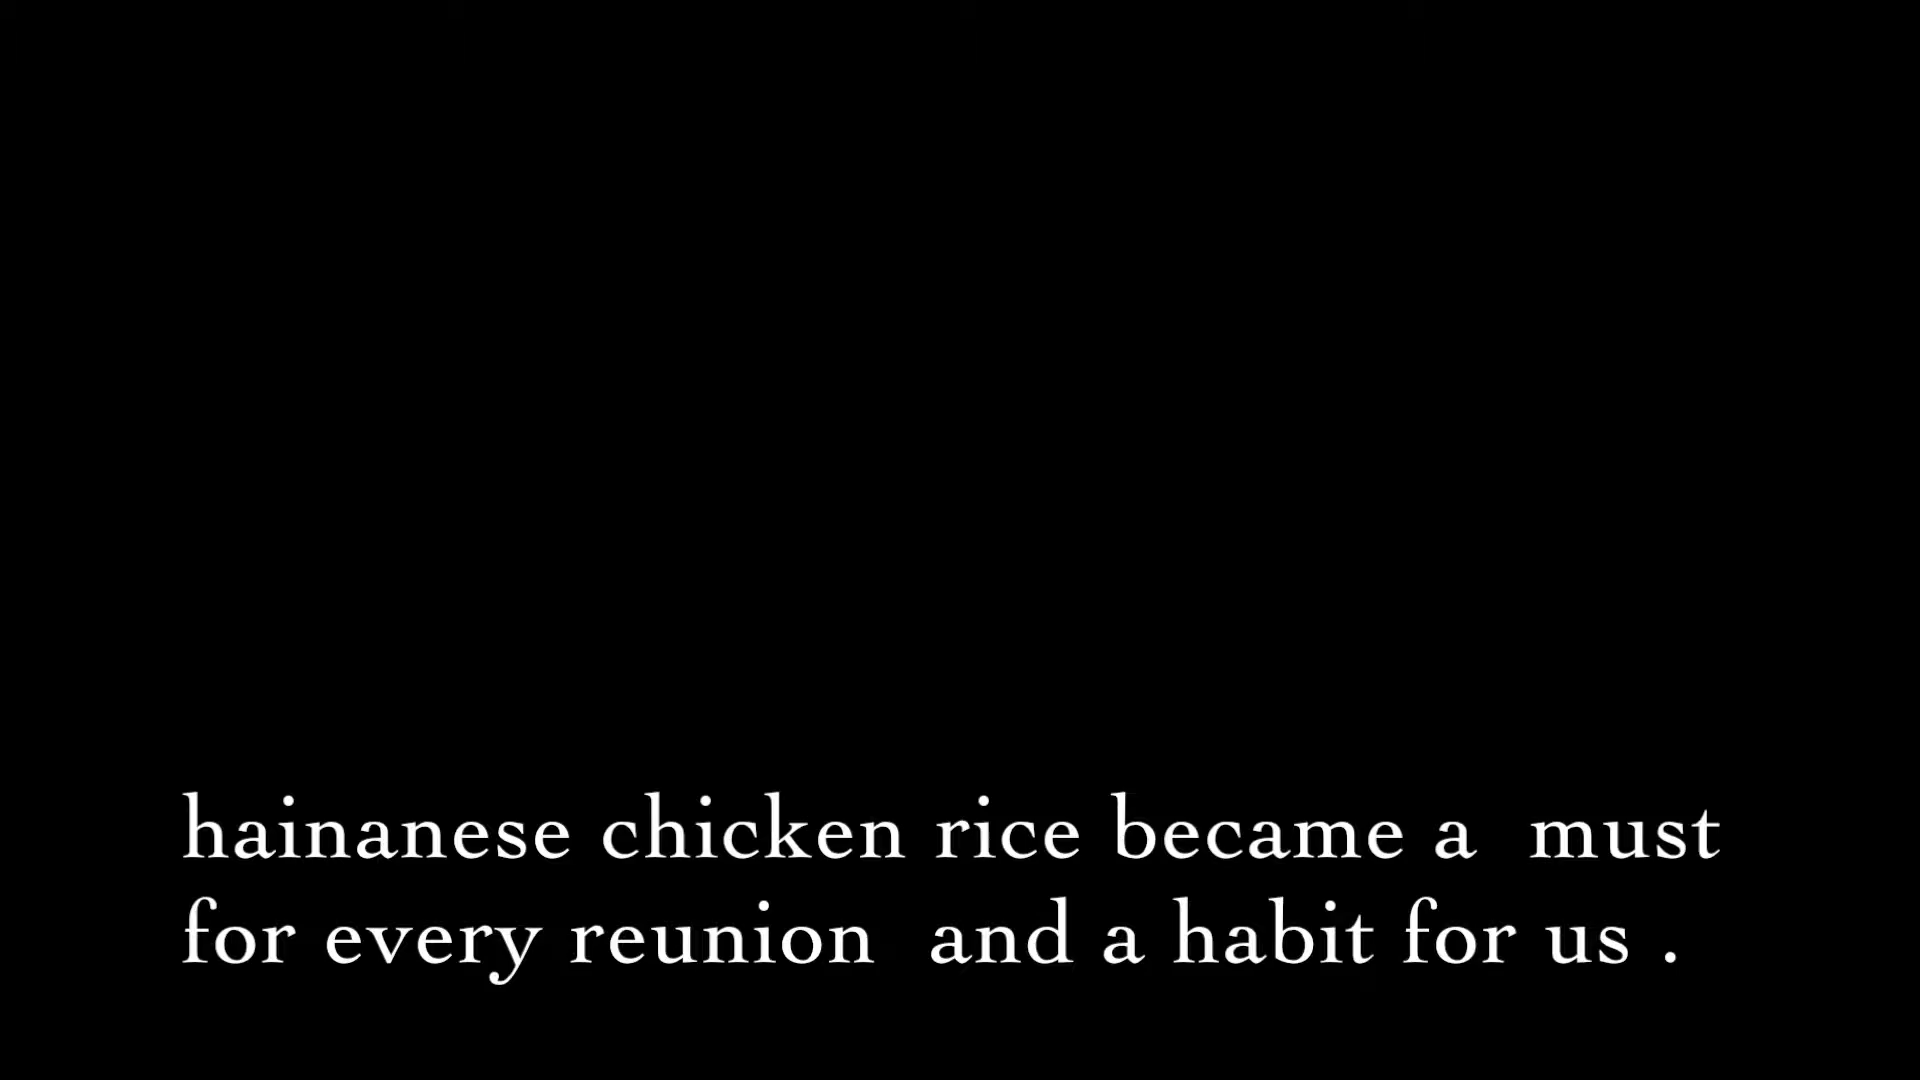 hainanese chicken rice became a  must
for every reunion  and a habit for us .